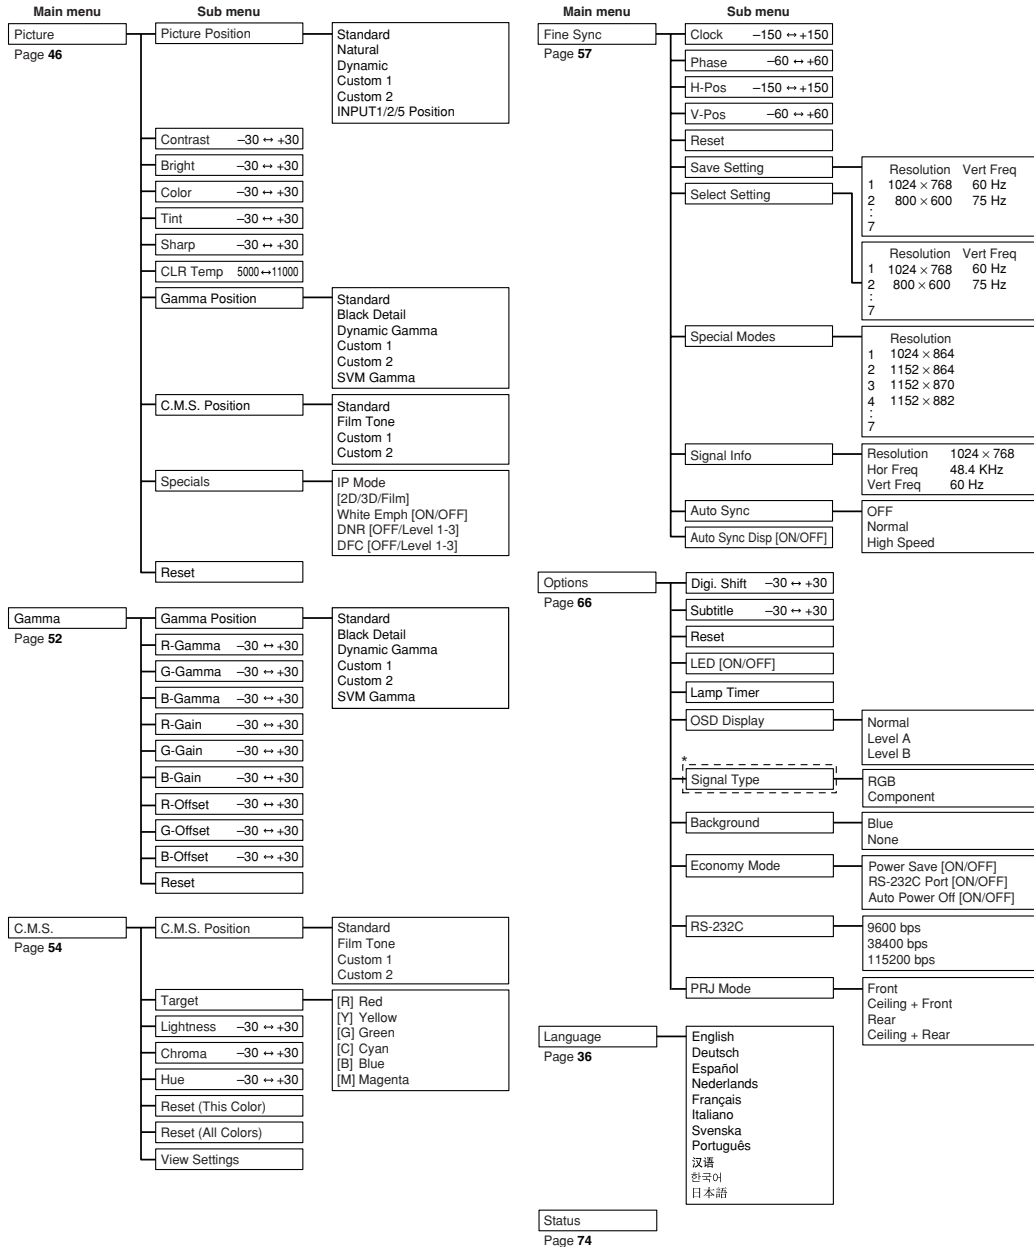 Main menu
Sub menu
Picture
Page 46
Picture Position
Standard
Natural
Dynamic
Custom 1
Custom 2
INPUT1/2/5 Position
Contrast –30 ↔ +30
Bright –30 ↔ +30
Color –30 ↔ +30
Tint –30 ↔ +30
Sharp –30 ↔ +30
CLR Temp 5000↔11000
Gamma Position
Standard
Black Detail
Dynamic Gamma
Custom 1
Custom 2
SVM Gamma
C.M.S. Position
Standard
Film Tone
Custom 1
Custom 2
Specials
IP Mode
[2D/3D/Film]
White Emph [ON/OFF]
DNR [OFF/Level 1-3]
DFC [OFF/Level 1-3]
Reset
Gamma
Page 52
Gamma Position
Standard
Black Detail
Dynamic Gamma
Custom 1
Custom 2
SVM Gamma
R-Gamma –30 ↔ +30
G-Gamma –30 ↔ +30
B-Gamma –30 ↔ +30
R-Gain –30 ↔ +30
G-Gain –30 ↔ +30
B-Gain –30 ↔ +30
R-Offset –30 ↔ +30
G-Offset –30 ↔ +30
B-Offset –30 ↔ +30
Reset
C.M.S.
Page 54
C.M.S. Position
Standard
Film Tone
Custom 1
Custom 2
Target
[R] Red
[Y] Yellow
[G] Green
[C] Cyan
[B] Blue
[M] Magenta
Lightness –30 ↔ +30
Chroma –30 ↔ +30
Hue –30 ↔ +30
Reset (This Color)
Reset (All Colors)
View Settings
Main menu
Sub menu
Fine Sync
Page 57
Clock –150 ↔ +150
Phase –60 ↔ +60
H-Pos –150 ↔ +150
V-Pos –60 ↔ +60
Reset
Save Setting
Resolution Vert Freq
1 1024 × 768 60 Hz
2 800 × 600 75 Hz
:
7
Select Setting
Resolution Vert Freq
1 1024 × 768 60 Hz
2 800 × 600 75 Hz
:
7
Special Modes
Resolution
1 1024 × 864
2 1152 × 864
3 1152 × 870
4 1152 × 882
:
7
Signal Info
Resolution 1024 × 768
Hor Freq 48.4 KHz
Vert Freq 60 Hz
Auto Sync
OFF
Normal
High Speed
Auto Sync Disp [ON/OFF]
Options
Page 66
Digi. Shift –30 ↔ +30
Subtitle –30 ↔ +30
Reset
LED [ON/OFF]
Lamp Timer
OSD Display
Normal
Level A
Level B
*
Signal Type
RGB
Component
Background
Blue
None
Economy Mode
Power Save [ON/OFF]
RS-232C Port [ON/OFF]
Auto Power Off [ON/OFF]
RS-232C
9600 bps
38400 bps
115200 bps
PRJ Mode
Front
Ceiling + Front
Rear
Ceiling + Rear
Language
Page 36
English
Deutsch
Español
Nederlands
Français
Italiano
Svenska
Português
汉语
한국어
日本語
Status
Page 74